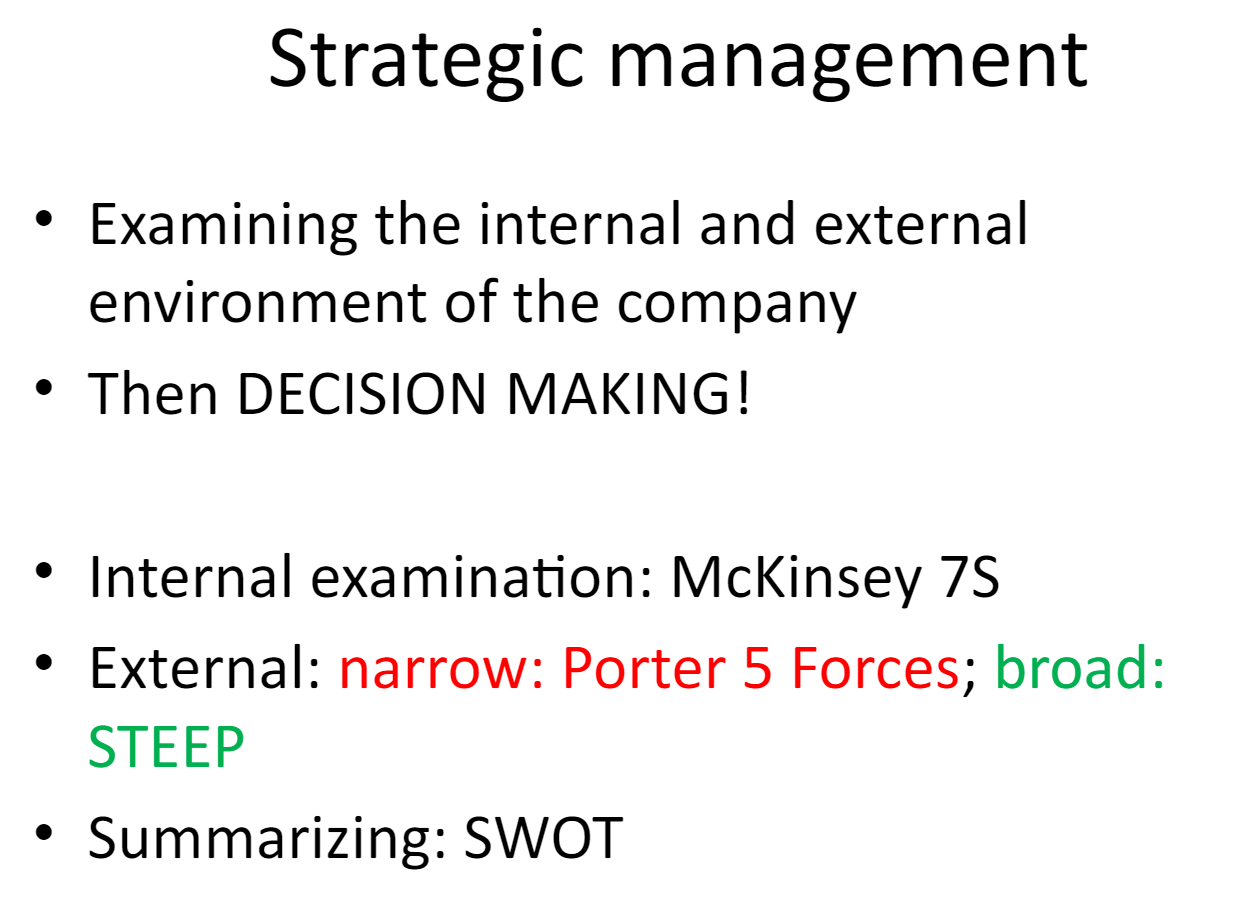 Strategic management
• Examining the internal and external
environment of the company
• Then DECISION MAKING!
• Internal examination: McKinsey 7S
• External: narrow: Porter 5 Forces; broad:
STEEP
• Summarizing: SWOT